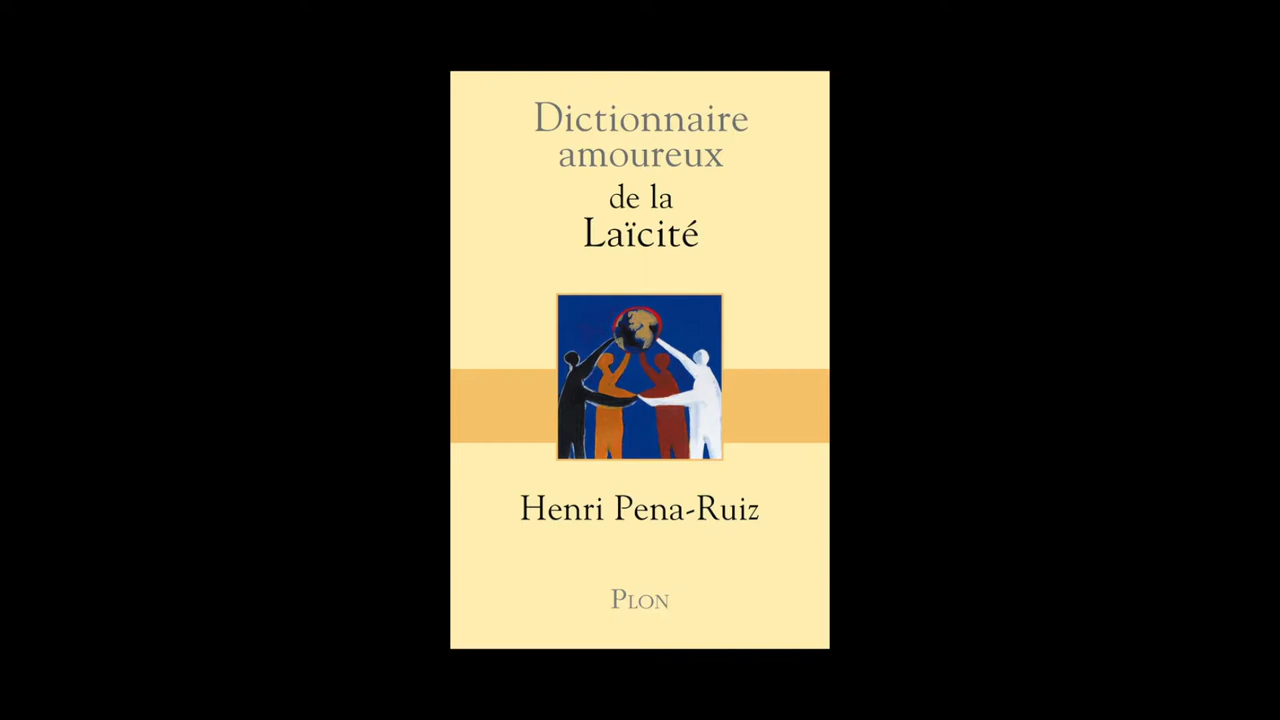 Dictionnaire
amoureux
de la
Laïcité
Henri Pena-Ruiz
PLON